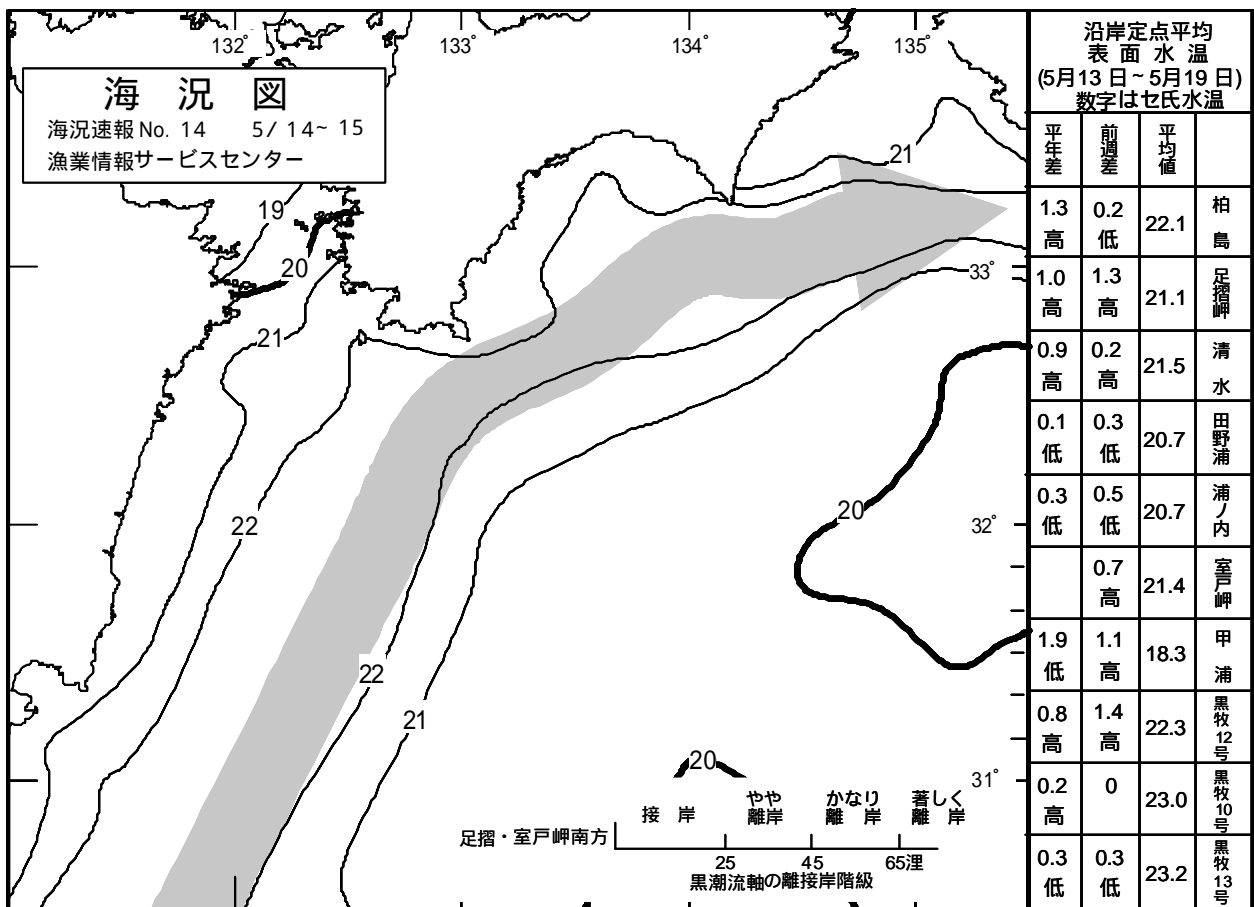 132°
133°
134°
135°
海況図
海況速報 No. 14 5/ 14~ 15
漁業情報サービスセンター
19
20
21
22
22
21
21
20
20
33°
32°
31°
接岸
やや離岸
かなり離岸
著しく離岸
足摺・室戸岬南方
25 45 65浬
黒潮流軸の離接岸階級
沿岸定点平均
表面水温
(5月13日~5月19日)
数字はセ氏水温
平年差 前週差 平均値
1.3高 0.2低 22.1 柏島
1.0高 1.3高 21.1 足摺岬
0.9高 0.2高 21.5 清水
0.1低 0.3低 20.7 田野浦
0.3低 0.5低 20.7 浦ノ内
0.7高 21.4 室戸岬
1.9低 1.1高 18.3 甲浦
0.8高 1.4高 22.3 黒牧12号
0.2高 0 23.0 黒牧10号
0.3低 0.3低 23.2 黒牧13号